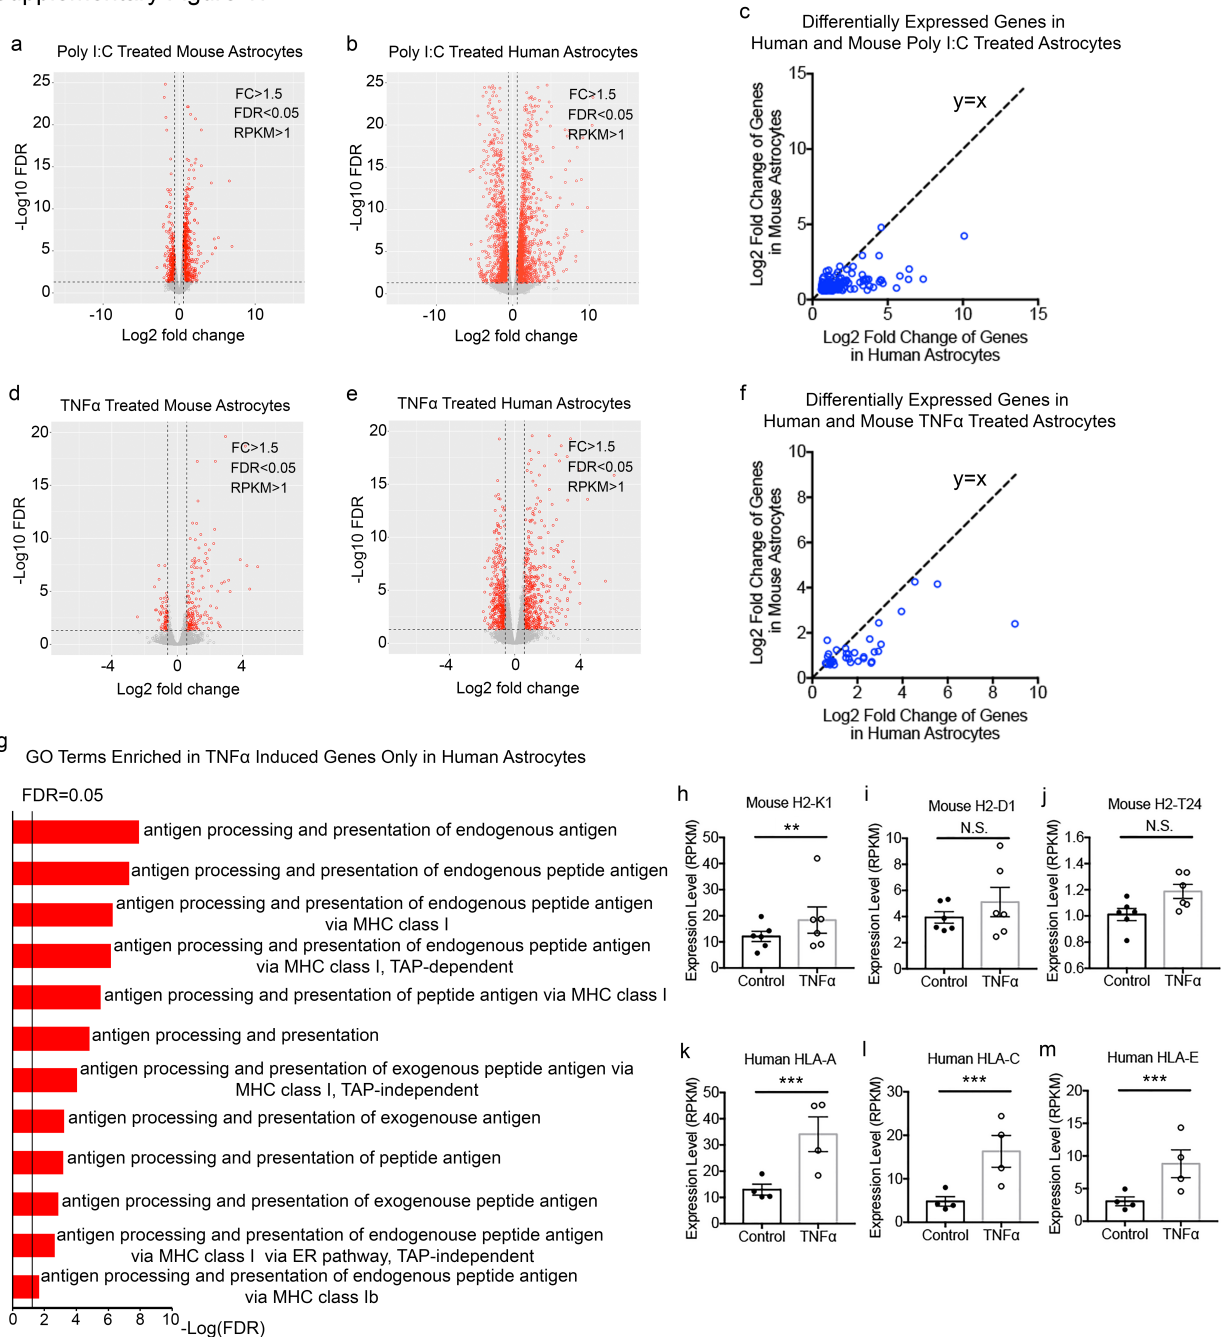 a
Poly I:C Treated Mouse Astrocytes
FC>1.5
FDR<0.05
RPKM>1
-Log10 FDR
25
20
15
10
5
0
-10
0
10
Log2 fold change
b
Poly I:C Treated Human Astrocytes
FC>1.5
FDR<0.05
RPKM>1
-Log10 FDR
25
20
15
10
5
0
-10
0
10
Log2 fold change
c
Differentially Expressed Genes in
Human and Mouse Poly I:C Treated Astrocytes
y=x
Log2 Fold Change of Genes
in Mouse Astrocytes
15
10
5
0
0
5
10
15
Log2 Fold Change of Genes
in Human Astrocytes
d
TNFα Treated Mouse Astrocytes
FC>1.5
FDR<0.05
RPKM>1
-Log10 FDR
20
15
10
5
0
-4
0
4
Log2 fold change
e
TNFα Treated Human Astrocytes
FC>1.5
FDR<0.05
RPKM>1
-Log10 FDR
20
15
10
5
0
-4
0
4
Log2 fold change
f
Differentially Expressed Genes in
Human and Mouse TNFα Treated Astrocytes
y=x
Log2 Fold Change of Genes
in Mouse Astrocytes
10
8
6
4
2
0
0
2
4
6
8
10
Log2 Fold Change of Genes
in Human Astrocytes
g
GO Terms Enriched in TNFα Induced Genes Only in Human Astrocytes
FDR=0.05
antigen processing and presentation of endogenous antigen
antigen processing and presentation of endogenous peptide antigen
antigen processing and presentation of endogenous peptide antigen
via MHC class I
antigen processing and presentation of endogenous peptide antigen
via MHC class I, TAP-dependent
antigen processing and presentation of peptide antigen via MHC class I
antigen processing and presentation
antigen processing and presentation of exogenous peptide antigen via
MHC class I, TAP-independent
antigen processing and presentation of exogenouse antigen
antigen processing and presentation of peptide antigen
antigen processing and presentation of exogenouse peptide antigen
antigen processing and presentation of endogenouse peptide antigen
via MHC class I via ER pathway, TAP-independent
antigen processing and presentation of endogenous peptide antigen
via MHC class Ib
0
2
4
6
8
10
-Log(FDR)
h
Mouse H2-K1
**
Expression Level (RPKM)
50
40
30
20
10
0
Control
TNFα
i
Mouse H2-D1
N.S.
Expression Level (RPKM)
10
8
6
4
2
0
Control
TNFα
j
Mouse H2-T24
N.S.
Expression Level (RPKM)
1.6
1.4
1.2
1.0
0.8
0.6
Control
TNFα
k
Human HLA-A
***
Expression Level (RPKM)
50
40
30
20
10
0
Control
TNFα
l
Human HLA-C
***
Expression Level (RPKM)
30
20
10
0
Control
TNFα
m
Human HLA-E
***
Expression Level (RPKM)
20
15
10
5
0
Control
TNFα